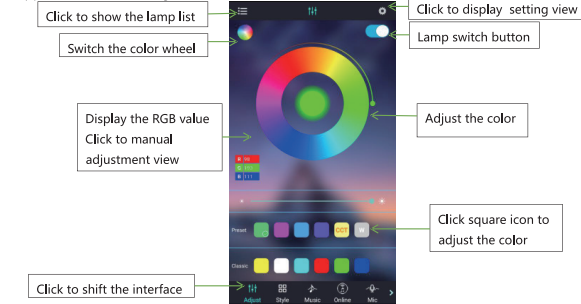 Click to show the lamp list
Click to display setting view
Switch the color wheel
Lamp switch button
Display the RGB value
Click to manual
adjustment view
Adjust the color
R
G
B 111
Click square icon to
adjust the color
Preset
CCT
W
Classic
Click to shift the interface
Adjust
Style
Music
Online
Mic